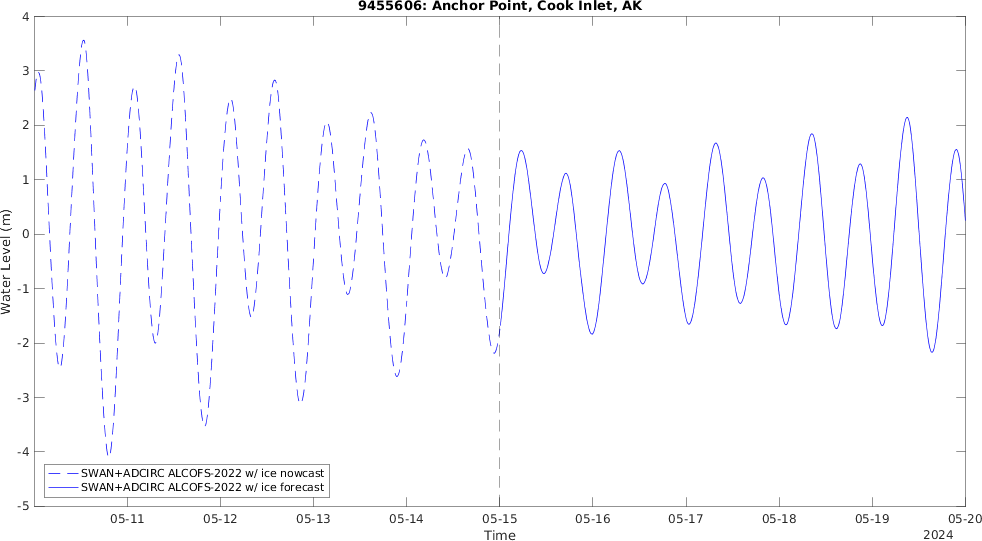 9455606: Anchor Point, Cook Inlet, AK
4
3
2
1
0
-1
-2
-3
-4
-5
Water Level (m)
SWAN+ADCIRC ALCOFS-2022 w/ ice nowcast
SWAN+ADCIRC ALCOFS-2022 w/ ice forecast
05-11 05-12 05-13 05-14 05-15 05-16 05-17 05-18 05-19 05-20
Time
2024